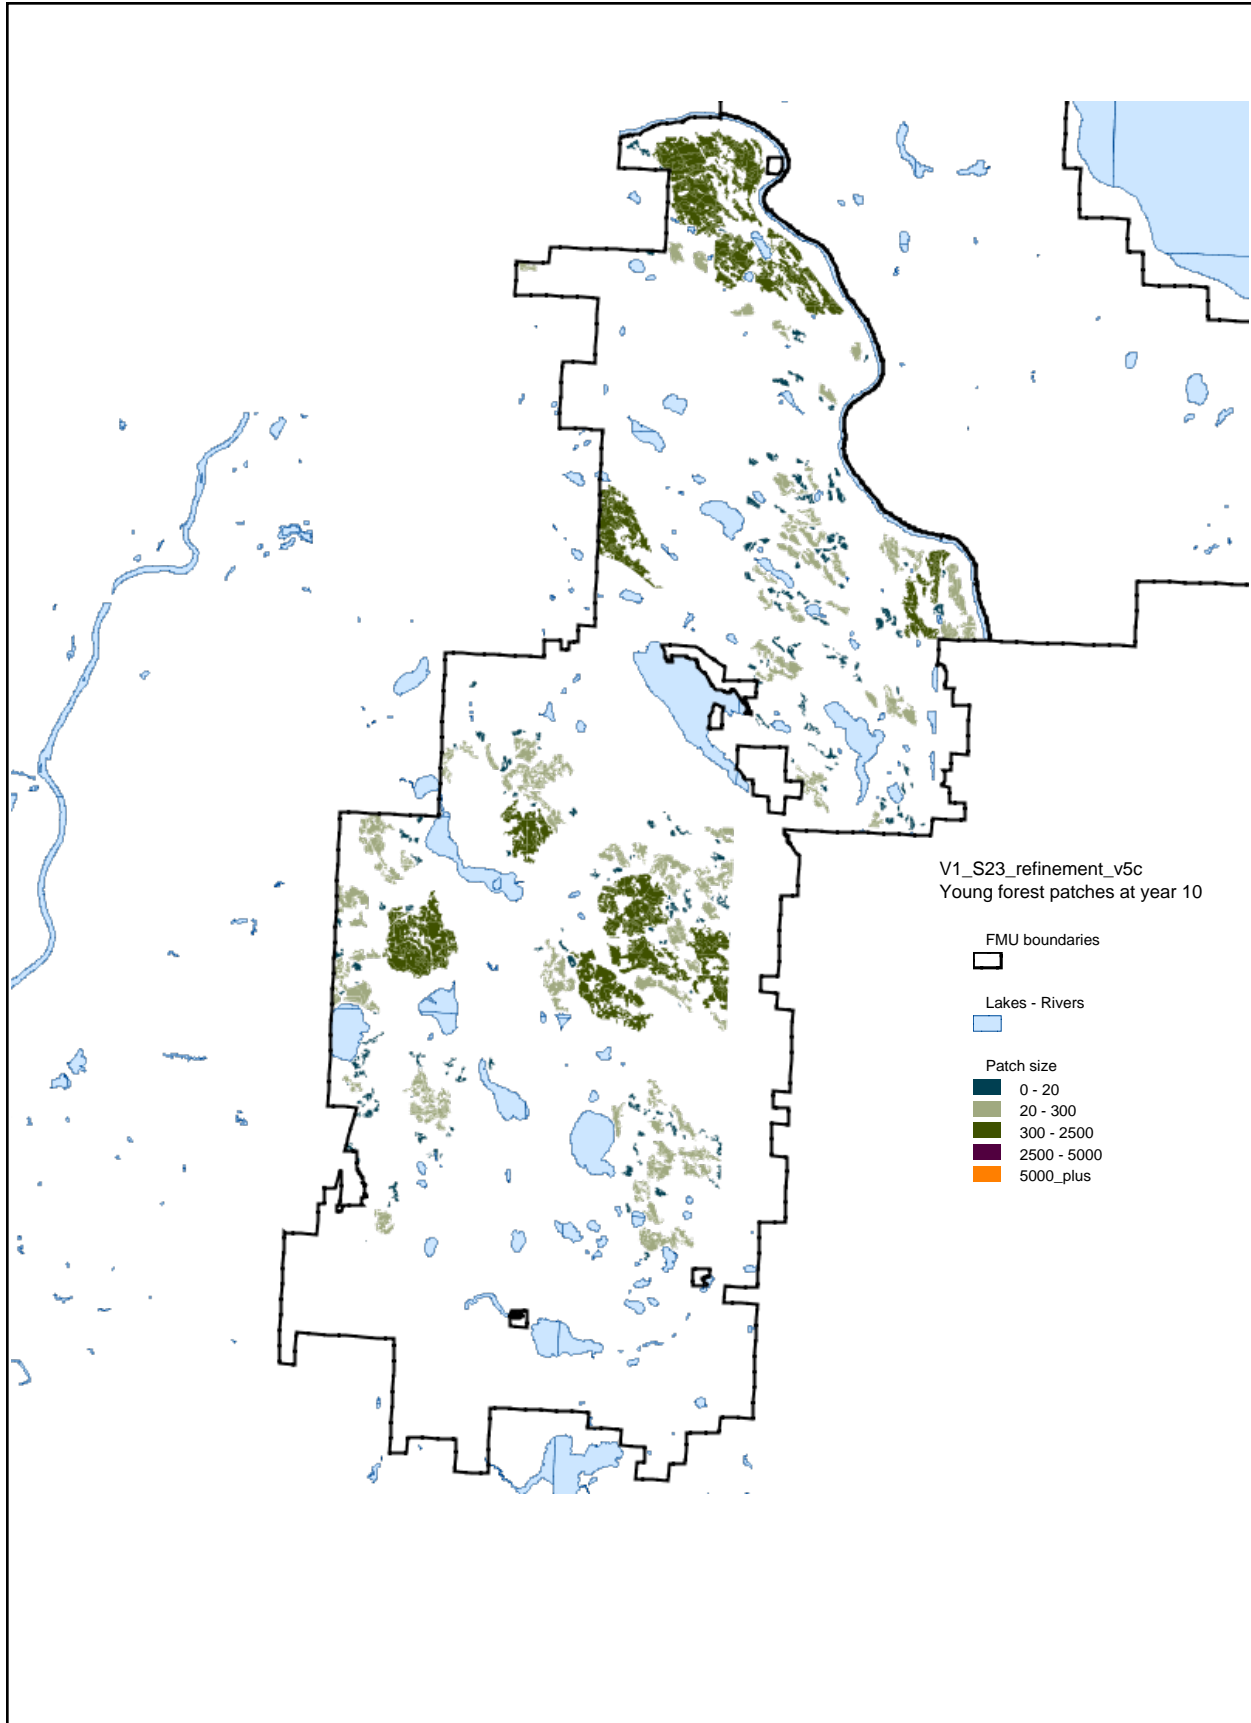 V1_S23_refinement_v5c
Young forest patches at year 10
FMU boundaries
Lakes - Rivers
Patch size
0 - 20
20 - 300
300 - 2500
2500 - 5000
5000_plus